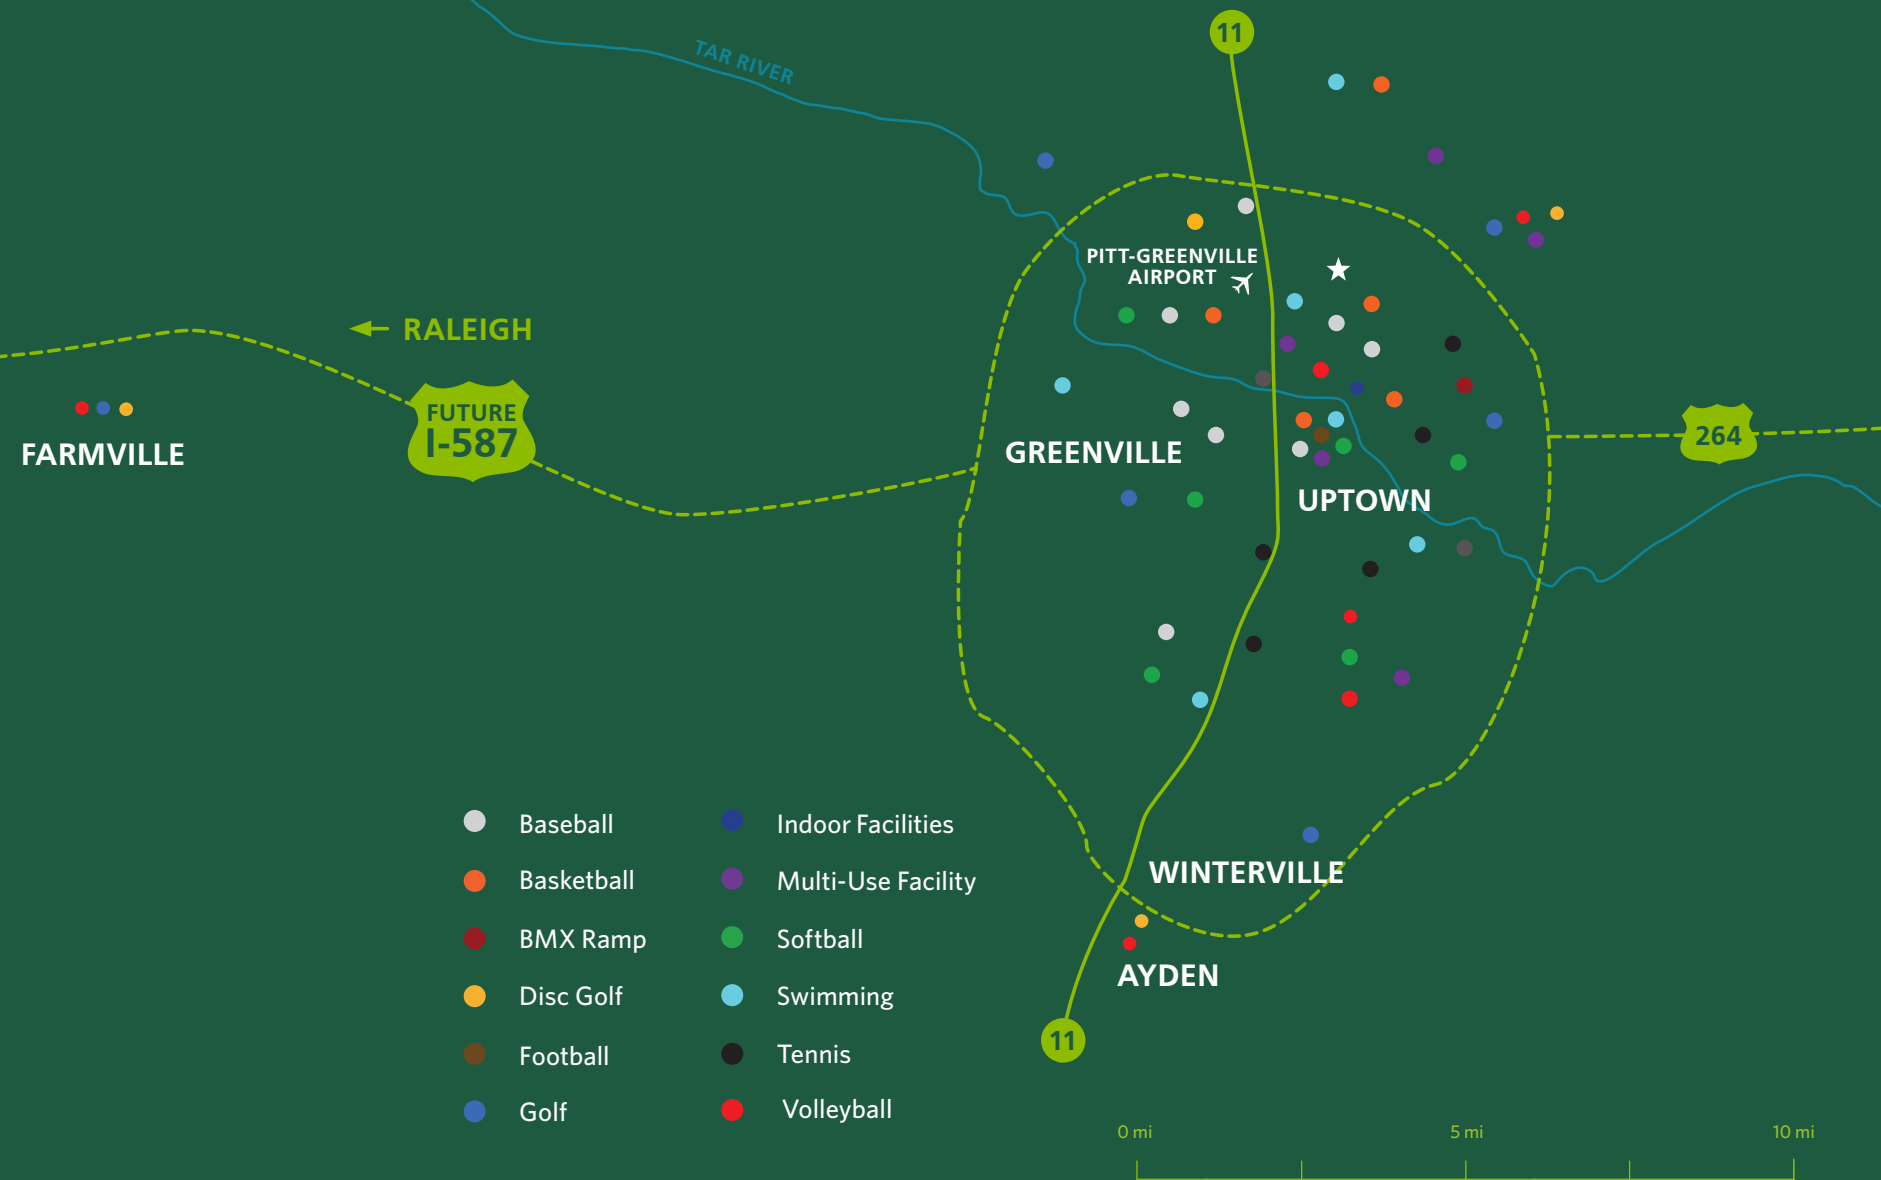 11
TAR RIVER
PITT-GREENVILLE
AIRPORT
RALEIGH
FUTURE
I-587
264
FARMVILLE
GREENVILLE
UPTOWN
WINTERVILLE
AYDEN
11
Baseball
Basketball
BMX Ramp
Disc Golf
Football
Golf
Indoor Facilities
Multi-Use Facility
Softball
Swimming
Tennis
Volleyball
0 mi
5 mi
10 mi